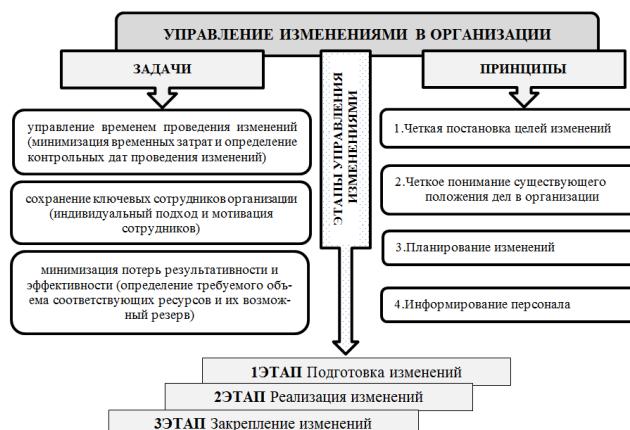 УПРАВЛЕНИЕ ИЗМЕНЕНИЯМИ В ОРГАНИЗАЦИИ
ЗАДАЧИ
управление временем проведения изменений
(минимизация временных затрат и определение
контрольных дат проведения изменений)
сохранение ключевых сотрудников организации
(индивидуальный подход и мотивация
сотрудников)
минимизация потерь результативности и
эффективности (определение требуемого объ-
ема соответствующих ресурсов и их возмож-
ный резерв)
ЭТАПЫ УПРАВЛЕНИЯ
ИЗМЕНЕНИЯМИ
ПРИНЦИПЫ
1.Четкая постановка целей изменений
2.Четкое понимание существующего
положения дел в организации
3.Планирование изменений
4.Информирование персонала
1ЭТАП Подготовка изменений
2ЭТАП Реализация изменений
3ЭТАП Закрепление изменений